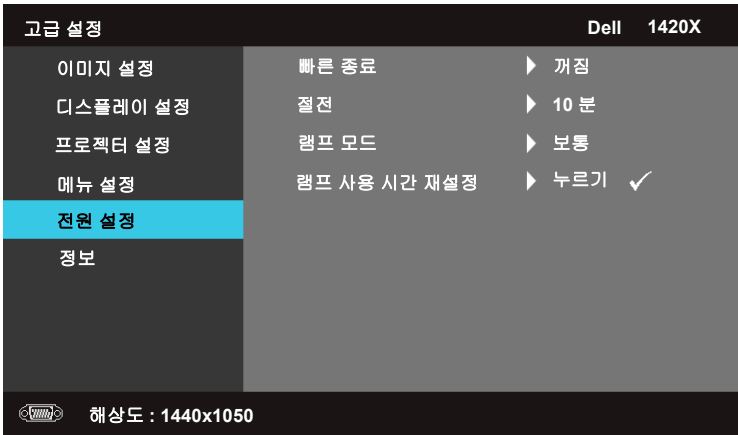 고급 설정 Dell 1420X
이미지 설정
디스플레이 설정
프로젝터 설정
메뉴 설정
전원 설정
정보
빠른 종료 꺼짐
절전 10 분
램프 모드 보통
램프 사용 시간 재설정 누르기
해상도 : 1440x1050